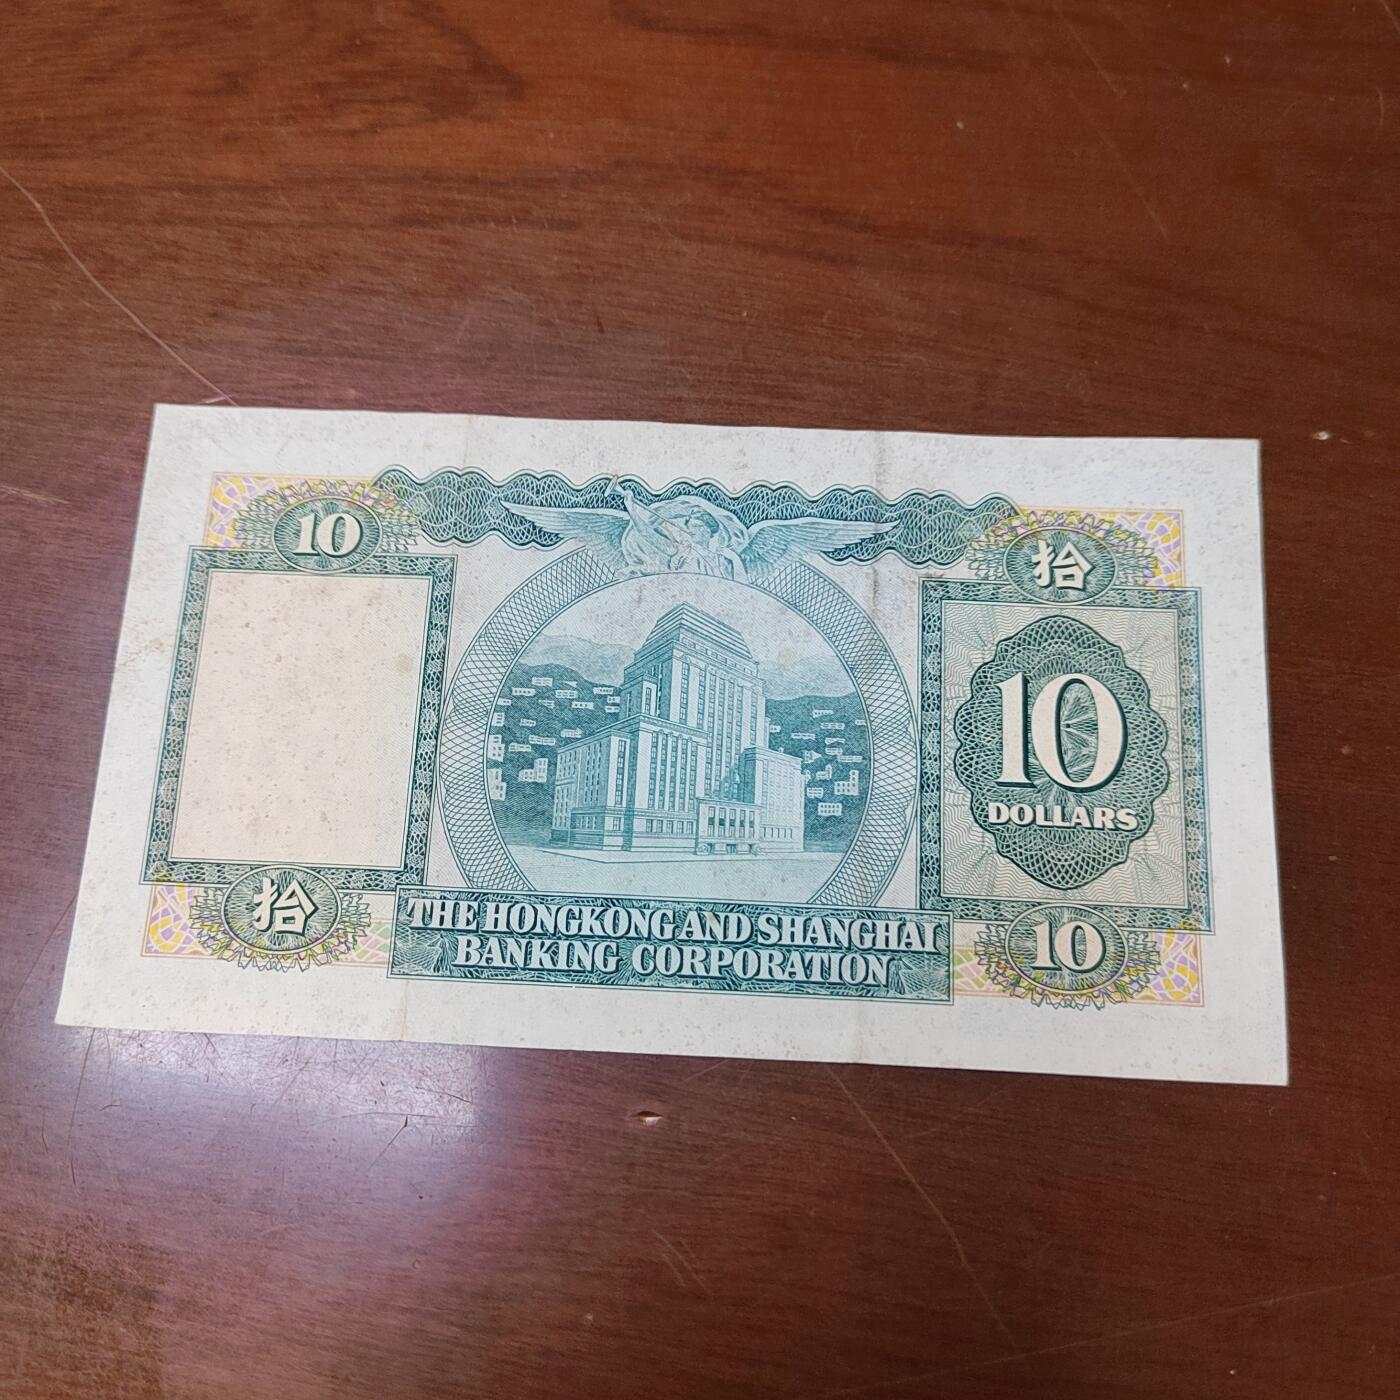 10
拾
10
DOLLARS
拾
10
THE HONGKONG AND SHANGHAI
BANKING CORPORATION